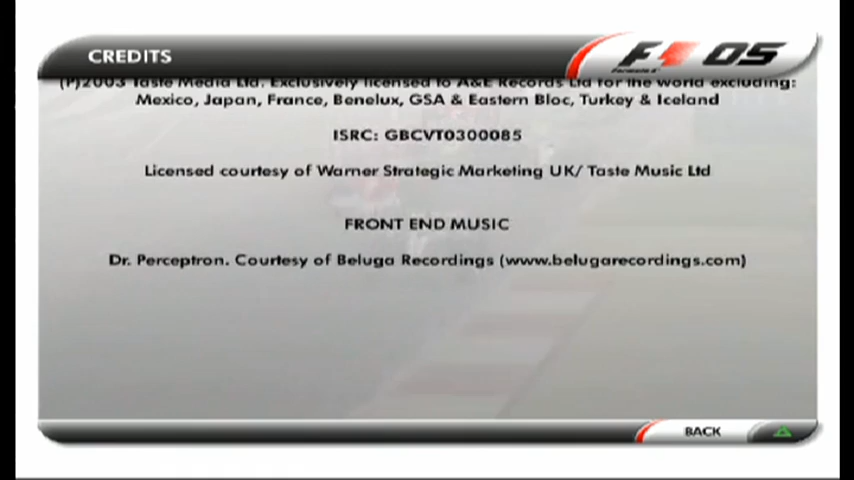 CREDITS
F1 05
Formula 1
(P)2003 Taste Media Ltd. Exclusively licensed to A&E Records Ltd for the world excluding:
Mexico, Japan, France, Benelux, GSA & Eastern Bloc, Turkey & Iceland
ISRC: GBCVT0300085
Licensed courtesy of Warner Strategic Marketing UK/ Taste Music Ltd
FRONT END MUSIC
Dr. Perceptron. Courtesy of Beluga Recordings (www.belugarecordings.com)
BACK